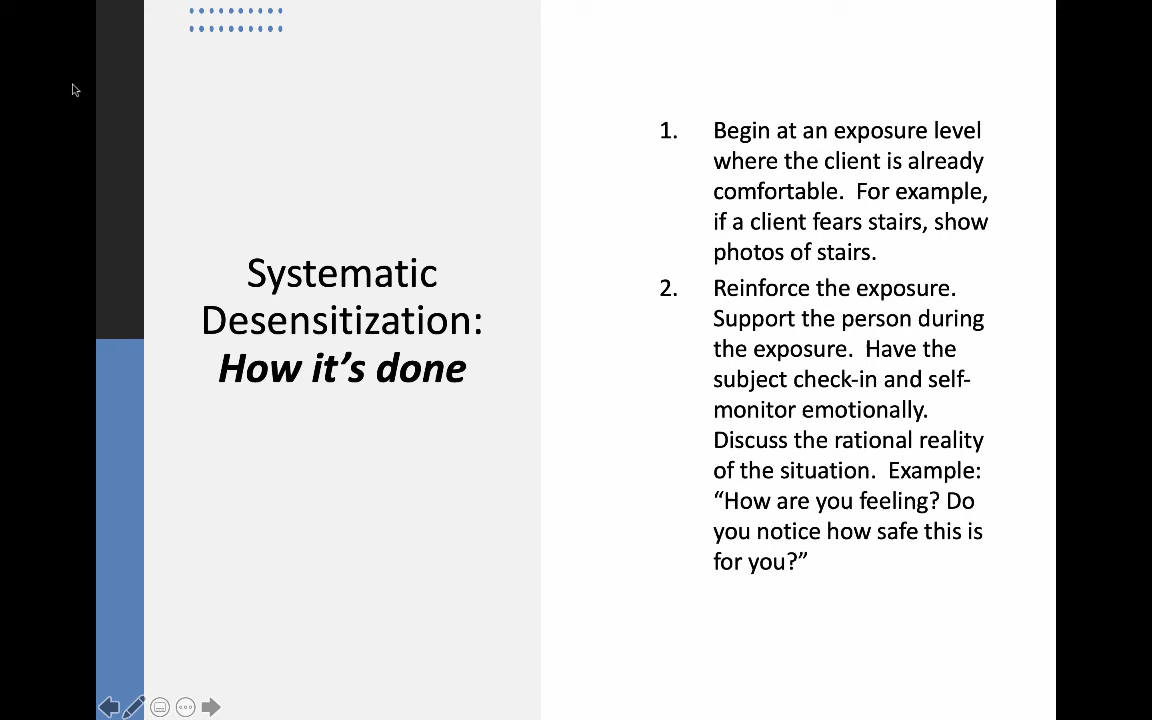 Systematic
Desensitization:
How it’s done
1. Begin at an exposure level
where the client is already
comfortable.  For example,
if a client fears stairs, show
photos of stairs.
2. Reinforce the exposure.
Support the person during
the exposure.  Have the
subject check-in and self-
monitor emotionally.
Discuss the rational reality
of the situation.  Example:
“How are you feeling? Do
you notice how safe this is
for you?”